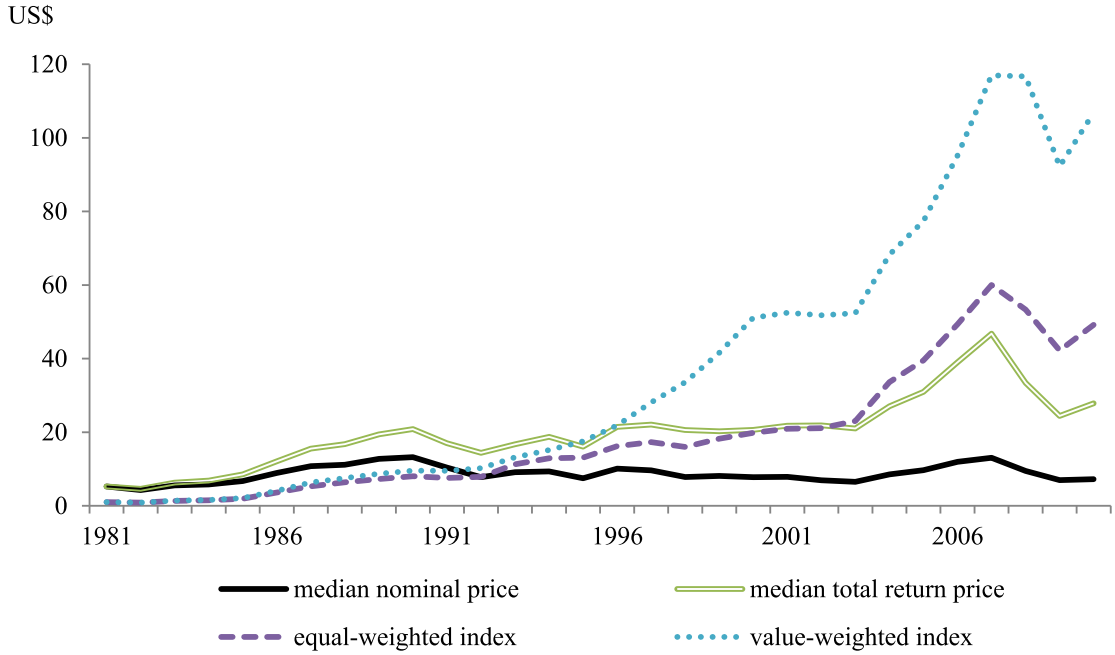 US$
120
100
80
60
40
20
0
1981 1986 1991 1996 2001 2006
median nominal price median total return price
equal-weighted index value-weighted index